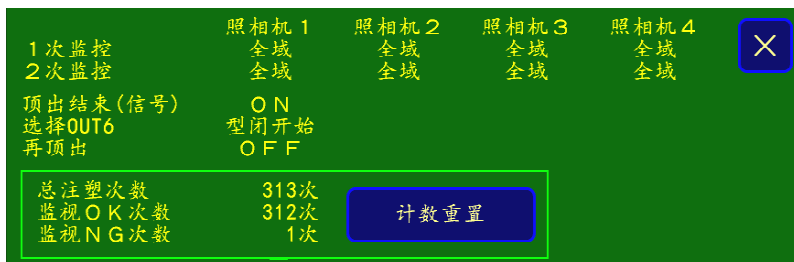 照相机1 照相机2 照相机3 照相机4
1次监控 全域 全域 全域 全域
2次监控 全域 全域 全域 全域
×
顶出结束(信号) ON
选择OUT6 型闭开始
再顶出 OFF
总注塑次数 313次
监视OK次数 312次
监视NG次数 1次
计数重置